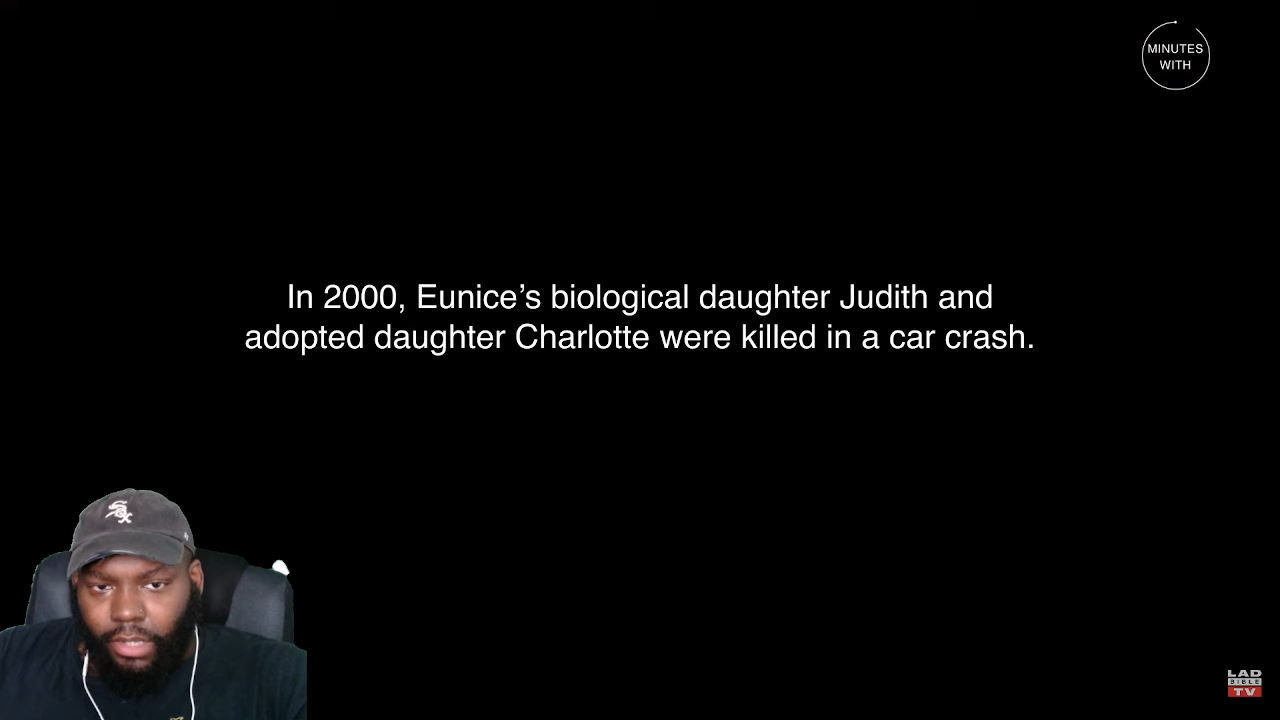 MINUTES
WITH
In 2000, Eunice’s biological daughter Judith and
adopted daughter Charlotte were killed in a car crash.
Sox
LAD
BIBLE
TV